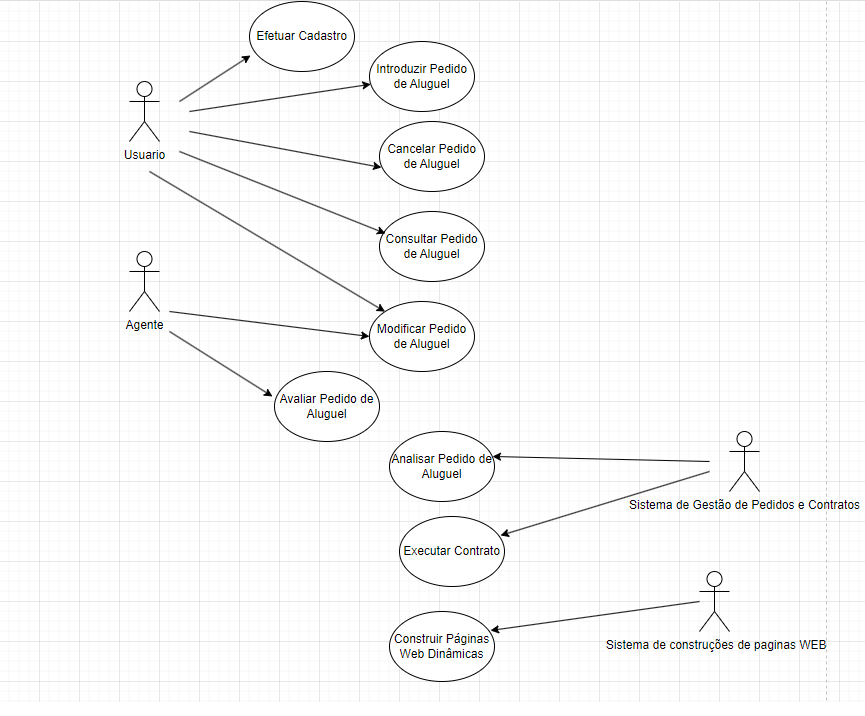 Efetuar Cadastro
Introduzir Pedido
de Aluguel
Usuario
Cancelar Pedido
de Aluguel
Consultar Pedido
de Aluguel
Agente
Modificar Pedido
de Aluguel
Avaliar Pedido de
Aluguel
Analisar Pedido de
Aluguel
Sistema de Gestão de Pedidos e Contratos
Executar Contrato
Construir Páginas
Web Dinâmicas
Sistema de construções de paginas WEB